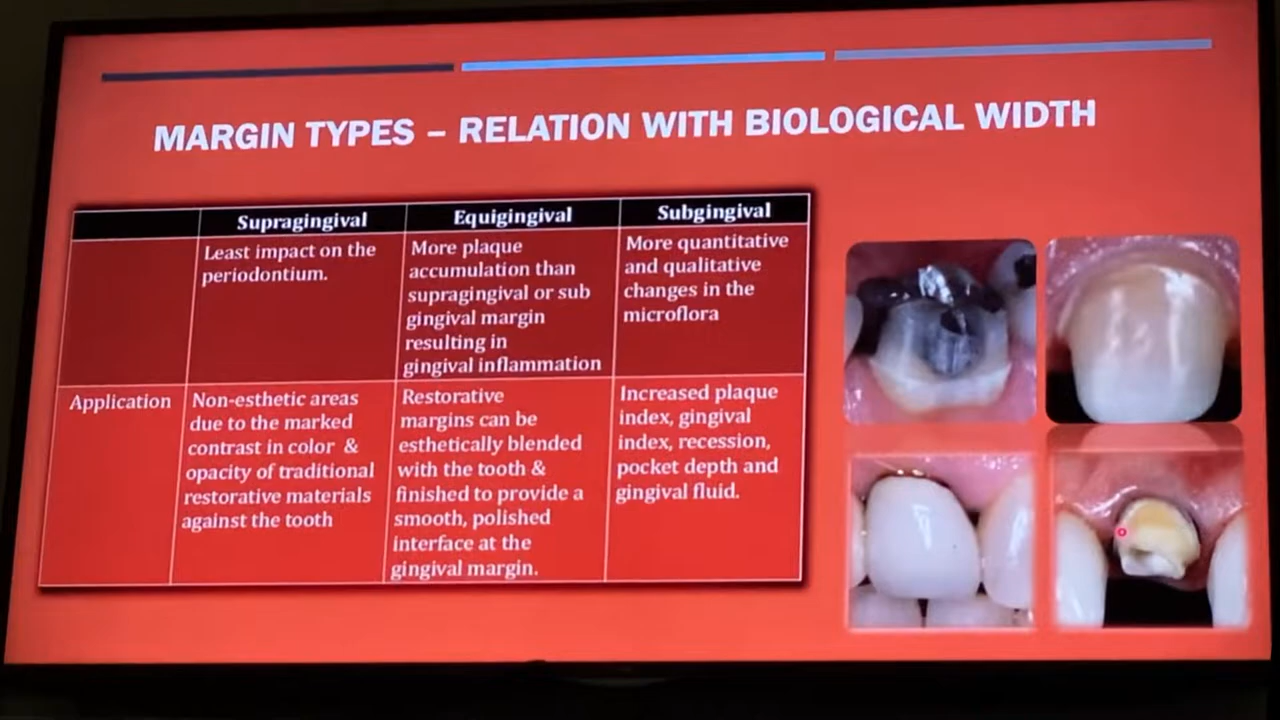 MARGIN TYPES – RELATION WITH BIOLOGICAL WIDTH
Supragingival
Equigingival
Subgingival
Least impact on the
periodontium.
More plaque
accumulation than
supragingival or sub
gingival margin
resulting in
gingival inflammation
More quantitative
and qualitative
changes in the
microflora
Application
Non-esthetic areas
due to the marked
contrast in color &
opacity of traditional
restorative materials
against the tooth
Restorative
margins can be
esthetically blended
with the tooth &
finished to provide a
smooth, polished
interface at the
gingival margin.
Increased plaque
index, gingival
index, recession,
pocket depth and
gingival fluid.